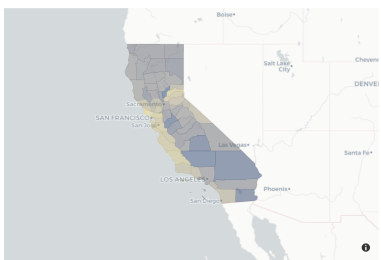 Boise
Salt Lake
City
Cheyenn
DENVE
Sacramento
SAN FRANCISCO
San Jose
Las Vegas
Santa Fe
LOS ANGELES
Phoenix
San Diego